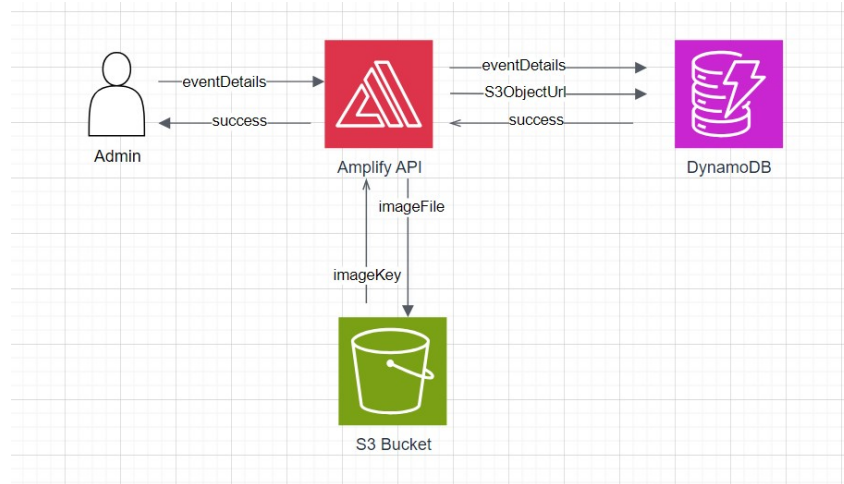 eventDetails
success
Admin
Amplify API
eventDetails
S3ObjectUrl
success
DynamoDB
imageFile
imageKey
S3 Bucket